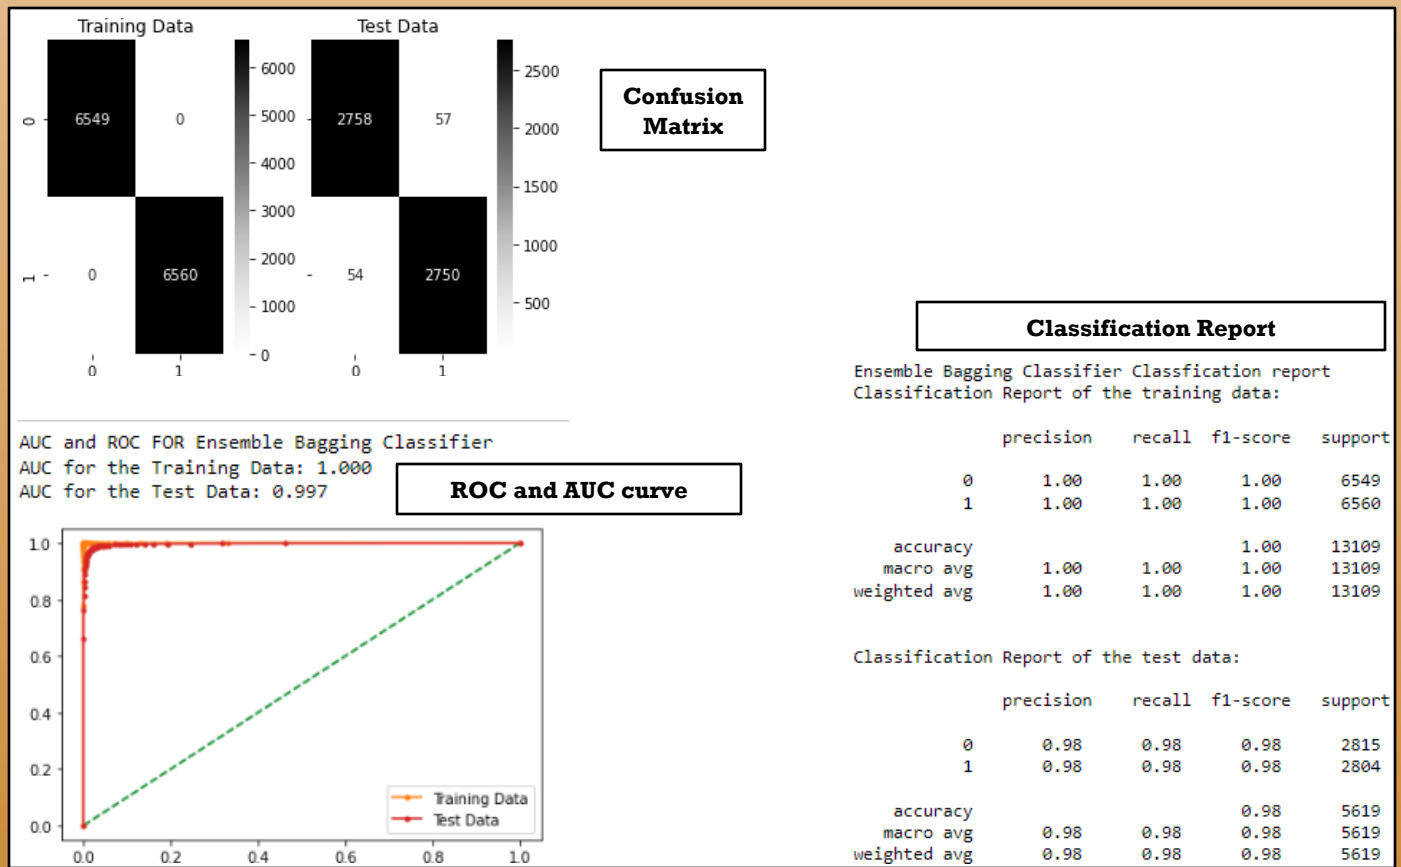 Training Data
Test Data
6549 0
0 6560
0
1
0 1
6000
5000
4000
3000
2000
1000
0
2758 57
54 2750
0 1
2500
2000
1500
1000
500
Confusion
Matrix
AUC and ROC FOR Ensemble Bagging Classifier
AUC for the Training Data: 1.000
AUC for the Test Data: 0.997
ROC and AUC curve
1.0
0.8
0.6
0.4
0.2
0.0
0.0 0.2 0.4 0.6 0.8 1.0
Training Data
Test Data
Classification Report
Ensemble Bagging Classifier Classfication report
Classification Report of the training data:
precision recall f1-score support
0 1.00 1.00 1.00 6549
1 1.00 1.00 1.00 6560
accuracy 1.00 13109
macro avg 1.00 1.00 1.00 13109
weighted avg 1.00 1.00 1.00 13109
Classification Report of the test data:
precision recall f1-score support
0 0.98 0.98 0.98 2815
1 0.98 0.98 0.98 2804
accuracy 0.98 5619
macro avg 0.98 0.98 0.98 5619
weighted avg 0.98 0.98 0.98 5619